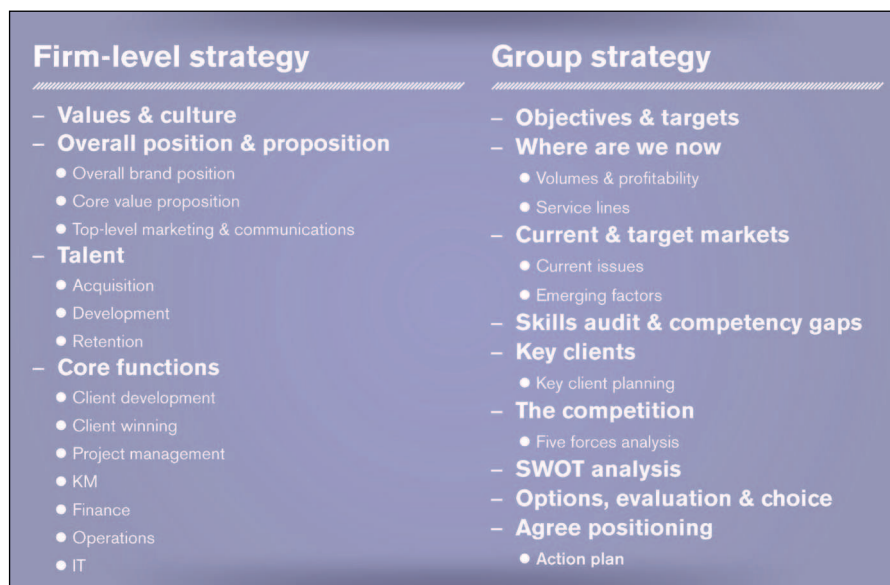 Firm-level strategy
– Values & culture
– Overall position & proposition
● Overall brand position
● Core value proposition
● Top-level marketing & communications
– Talent
● Acquisition
● Development
● Retention
– Core functions
● Client development
● Client winning
● Project management
● KM
● Finance
● Operations
● IT
Group strategy
– Objectives & targets
– Where are we now
● Volumes & profitability
● Service lines
– Current & target markets
● Current issues
● Emerging factors
– Skills audit & competency gaps
– Key clients
● Key client planning
– The competition
● Five forces analysis
– SWOT analysis
– Options, evaluation & choice
– Agree positioning
● Action plan